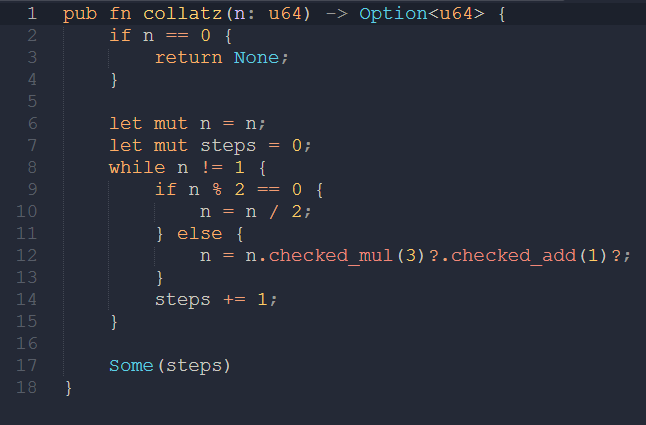 1 pub fn collatz(n: u64) -> Option<u64> {
2     if n == 0 {
3         return None;
4     }
5
6     let mut n = n;
7     let mut steps = 0;
8     while n != 1 {
9         if n % 2 == 0 {
10             n = n / 2;
11         } else {
12             n = n.checked_mul(3)?.checked_add(1)?;
13         }
14         steps += 1;
15     }
16
17     Some(steps)
18 }